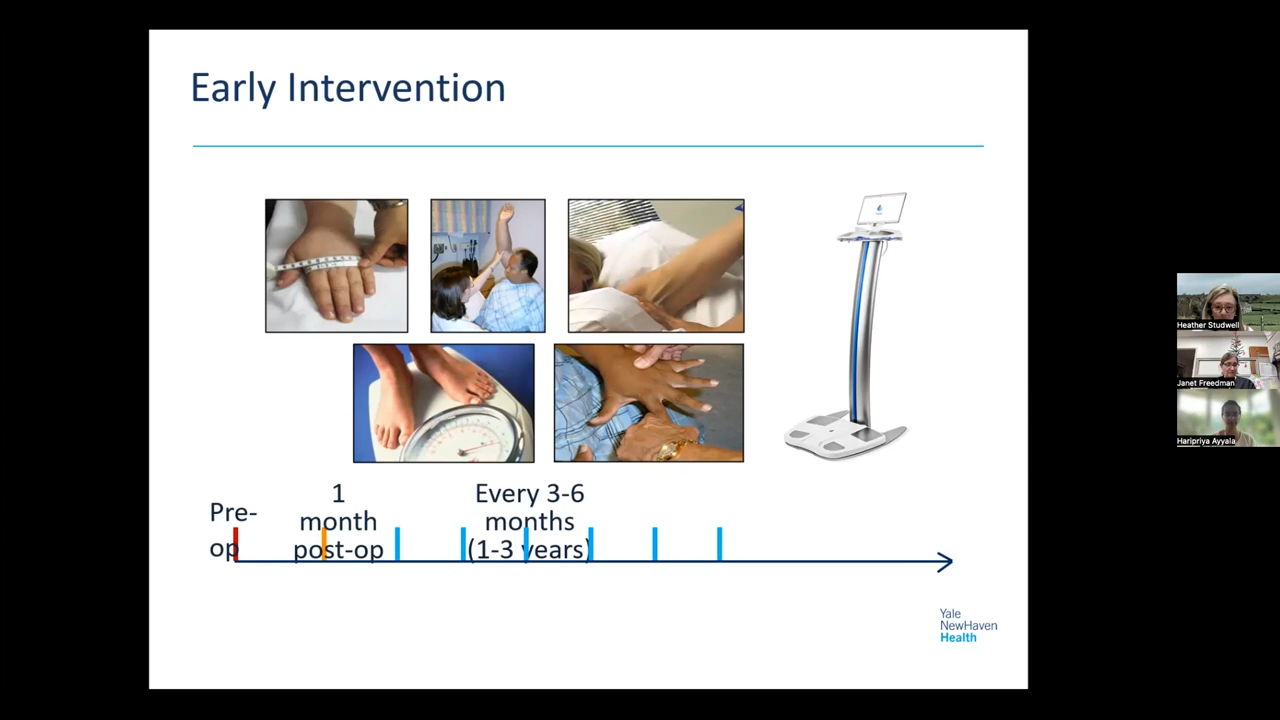 Early Intervention
Pre-
op
1
month
post-op
Every 3-6
months
(1-3 years)
Yale
NewHaven
Health
Heather Studwell
Janet Freedman
Haripriya Ayyala